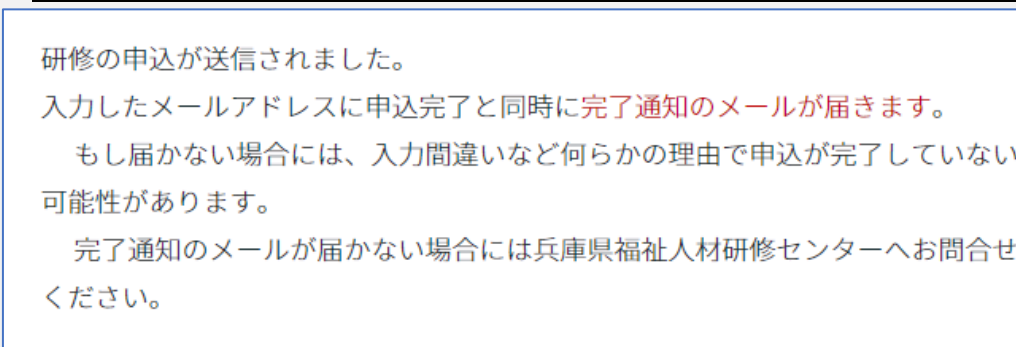 研修の申込が送信されました。
入力したメールアドレスに申込完了と同時に完了通知のメールが届きます。
もし届かない場合には、入力間違いなど何らかの理由で申込が完了していない
可能性があります。
完了通知のメールが届かない場合には兵庫県福祉人材研修センターへお問合せ
ください。